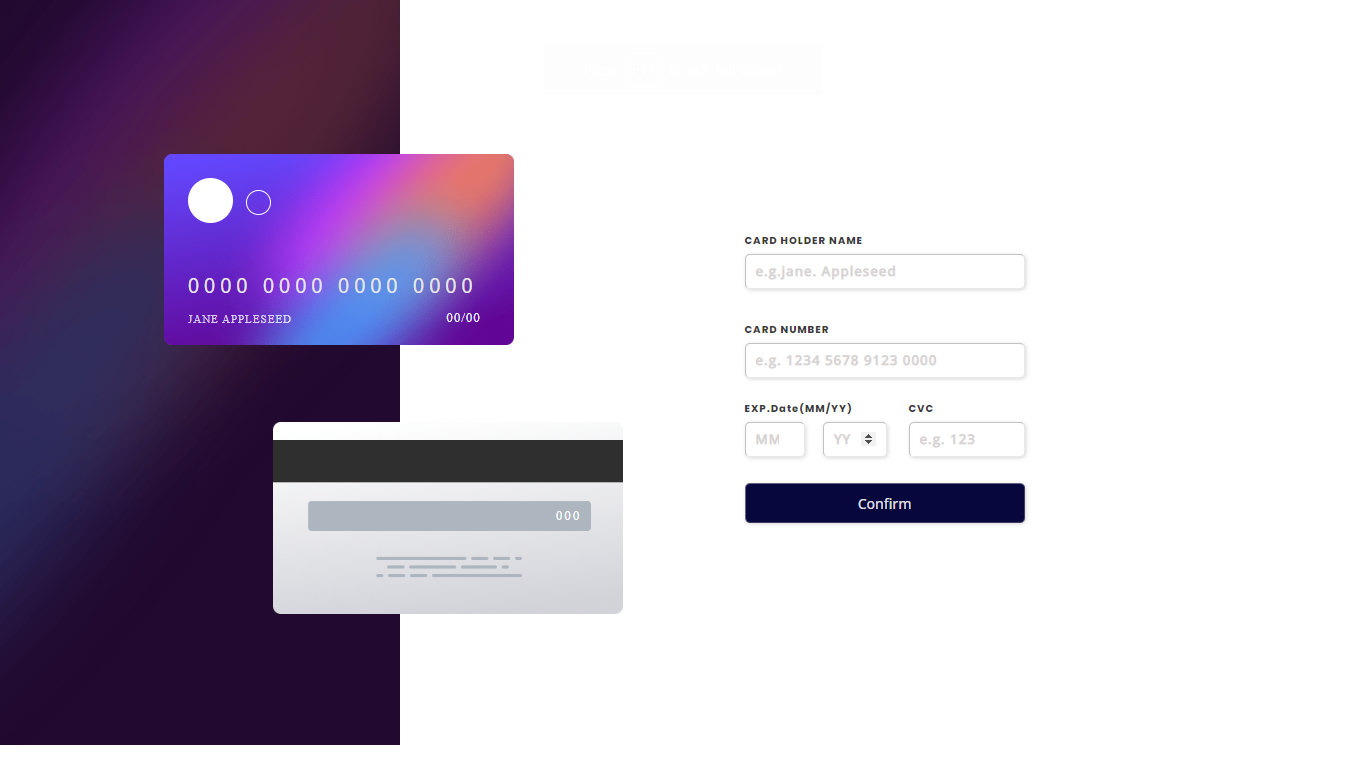 0000 0000 0000 0000
JANE APPLESEED 00/00
000
CARD HOLDER NAME
e.g.jane. Appleseed
CARD NUMBER
e.g. 1234 5678 9123 0000
EXP.Date(MM/YY) CVC
MM YY e.g. 123
Confirm